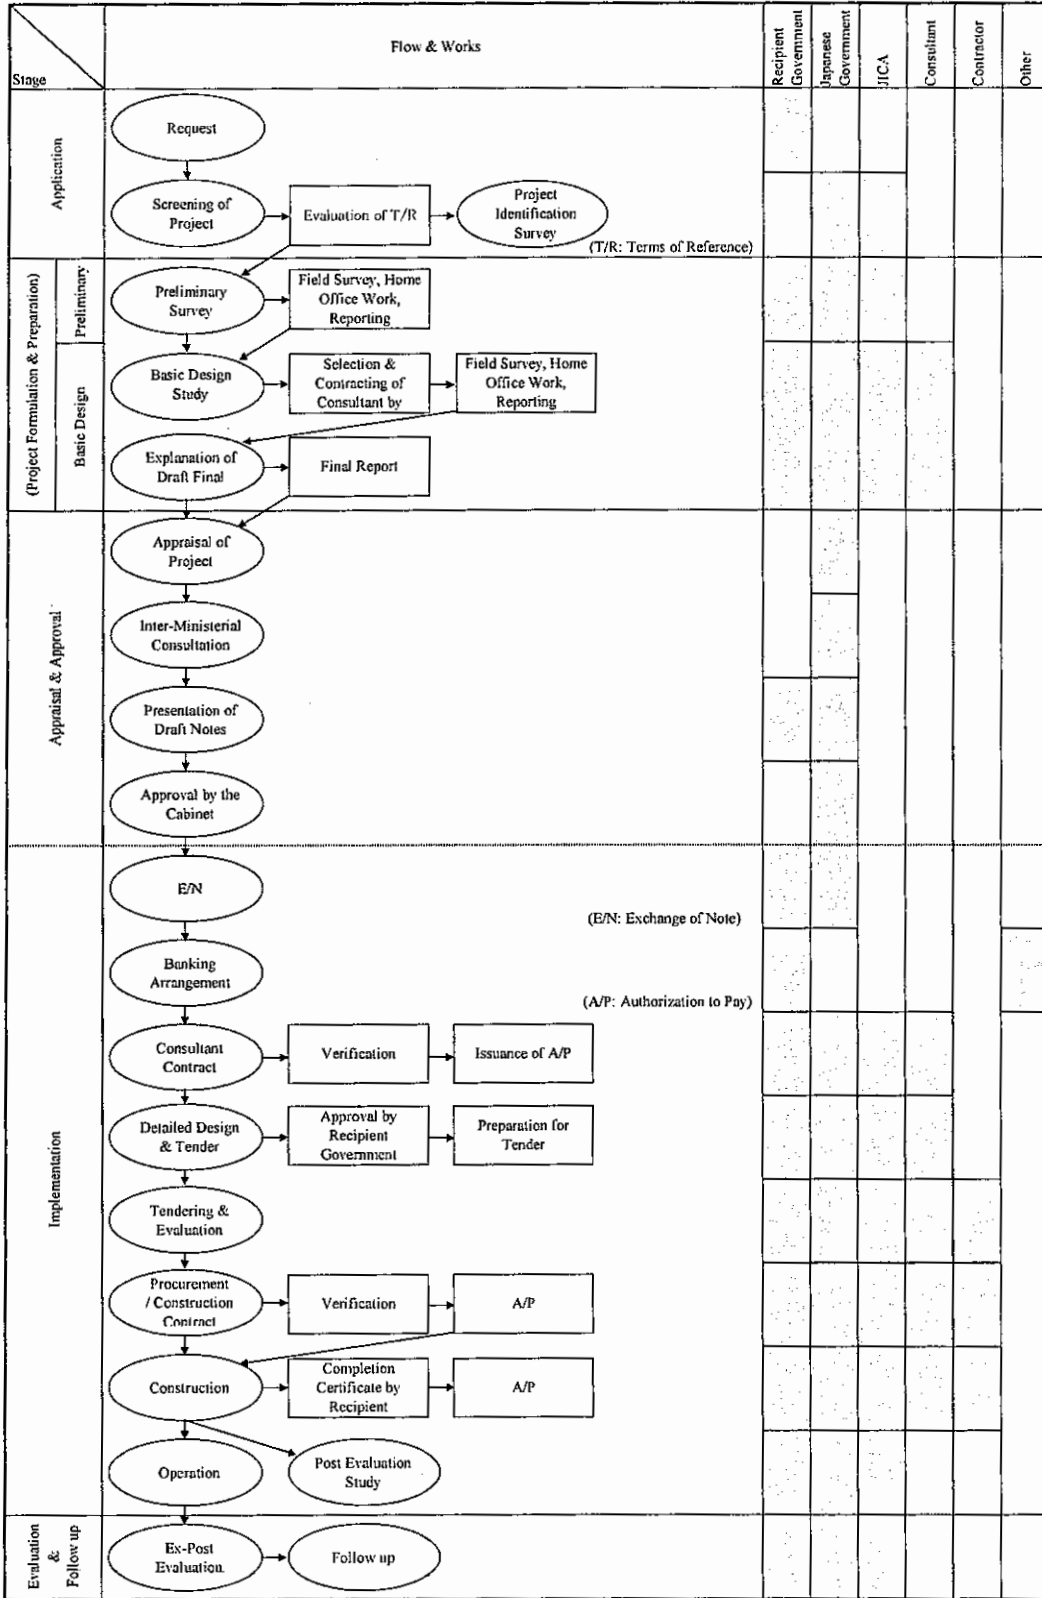 Stage
Flow & Works
Recipient
Government
Japanese
Government
JICA
Consultant
Contractor
Other
Application
Request
Screening of
Project
Evaluation of T/R
Project
Identification
Survey
(T/R: Terms of Reference)
(Project Formulation & Preparation)
Preliminary
Preliminary
Survey
Field Survey, Home
Office Work,
Reporting
Basic Design
Basic Design
Study
Selection &
Contracting of
Consultant by
Field Survey, Home
Office Work,
Reporting
Explanation of
Draft Final
Final Report
Appraisal & Approval
Appraisal of
Project
Inter-Ministerial
Consultation
Presentation of
Draft Notes
Approval by the
Cabinet
Implementation
E/N
(E/N: Exchange of Note)
Banking
Arrangement
(A/P: Authorization to Pay)
Consultant
Contract
Verification
Issuance of A/P
Detailed Design
& Tender
Approval by
Recipient
Government
Preparation for
Tender
Tendering &
Evaluation
Procurement
/ Construction
Contract
Verification
A/P
Construction
Completion
Certificate by
Recipient
A/P
Operation
Post Evaluation
Study
Evaluation
&
Follow up
Ex-Post
Evaluation
Follow up